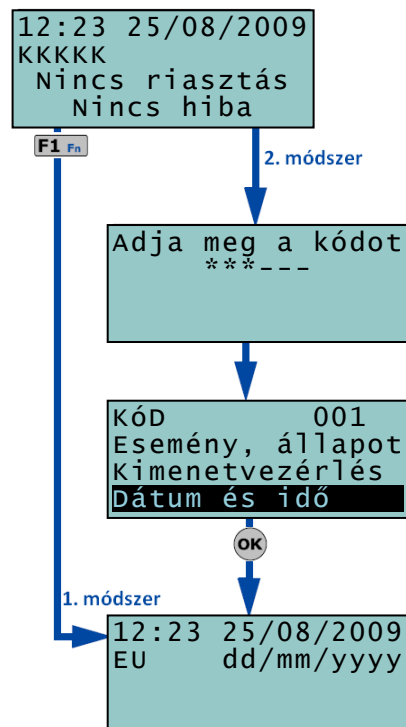 12:23 25/08/2009
KKKKK
Nincs riasztás
Nincs hiba
F1 Fn
2. módszer
Adja meg a kódot
***---
KóD 001
Esemény, állapot
Kimenetvezérlés
Dátum és idő
OK
1. módszer
12:23 25/08/2009
EU dd/mm/yyyy